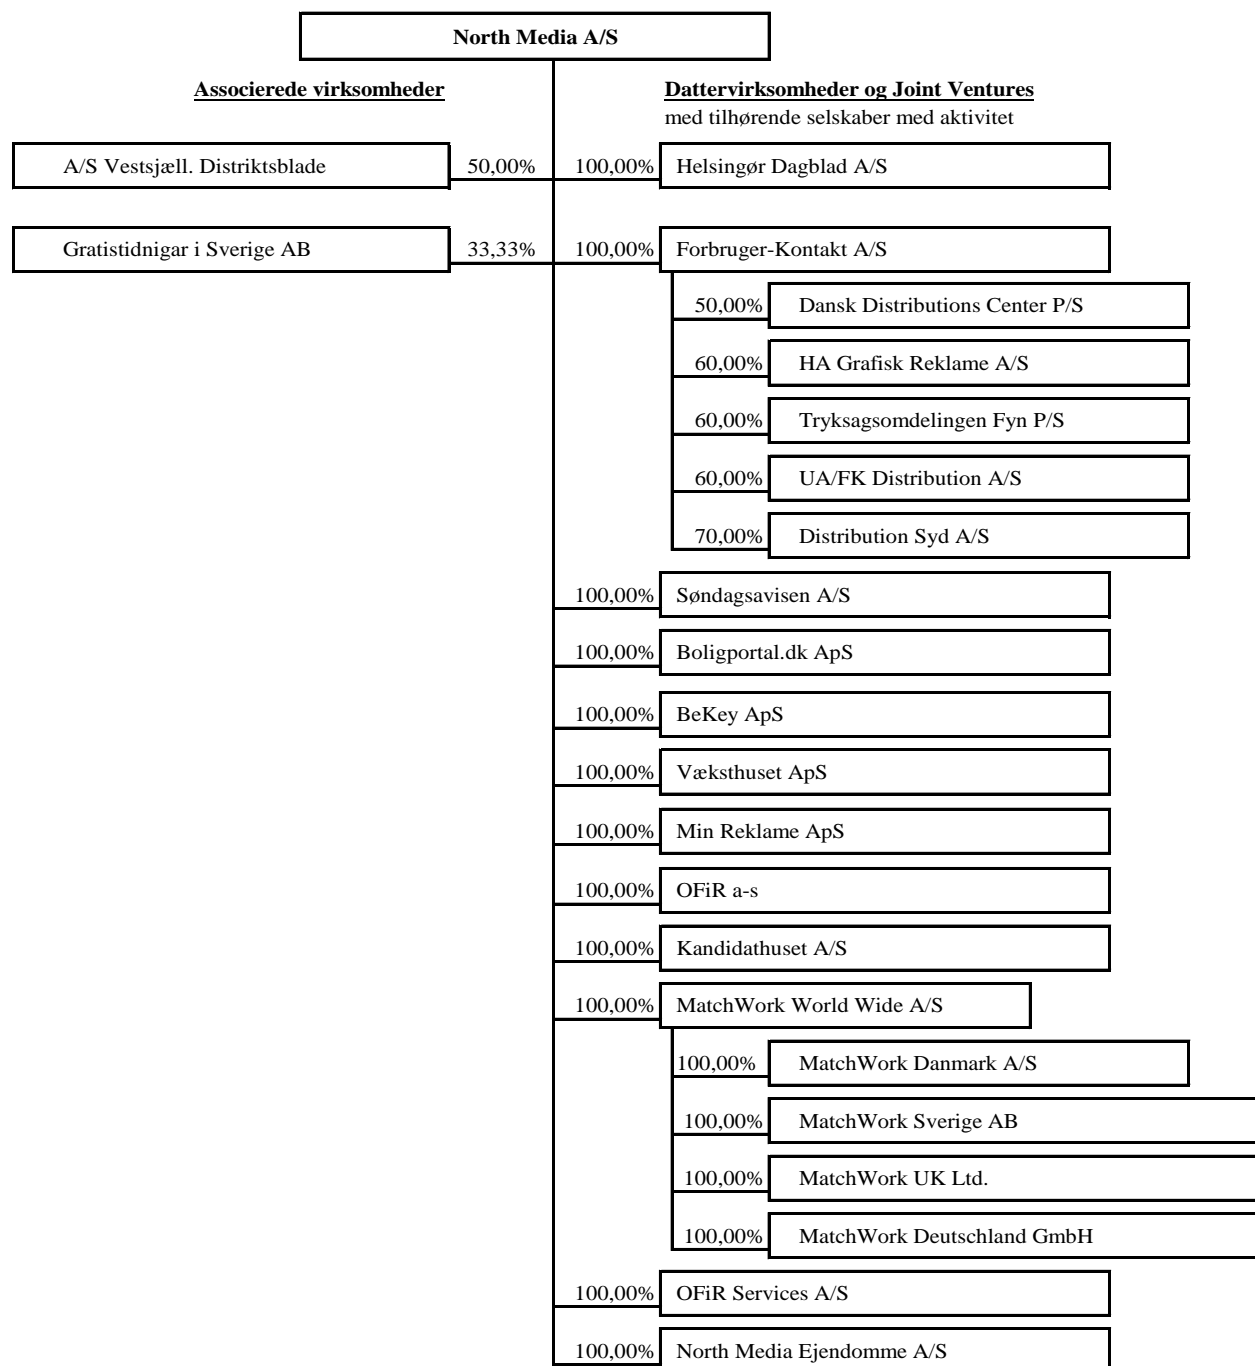 North Media A/S
Associerede virksomheder
Dattervirksomheder og Joint Ventures
med tilhørende selskaber med aktivitet
A/S Vestsjæll. Distriktsblade 50,00% 100,00% Helsingør Dagblad A/S
Gratistidnigar i Sverige AB 33,33% 100,00% Forbruger-Kontakt A/S
50,00% Dansk Distributions Center P/S
60,00% HA Grafisk Reklame A/S
60,00% Tryksagsomdelingen Fyn P/S
60,00% UA/FK Distribution A/S
70,00% Distribution Syd A/S
100,00% Søndagsavisen A/S
100,00% Boligportal.dk ApS
100,00% BeKey ApS
100,00% Væksthuset ApS
100,00% Min Reklame ApS
100,00% OFiR a-s
100,00% Kandidathuset A/S
100,00% MatchWork World Wide A/S
100,00% MatchWork Danmark A/S
100,00% MatchWork Sverige AB
100,00% MatchWork UK Ltd.
100,00% MatchWork Deutschland GmbH
100,00% OFiR Services A/S
100,00% North Media Ejendomme A/S